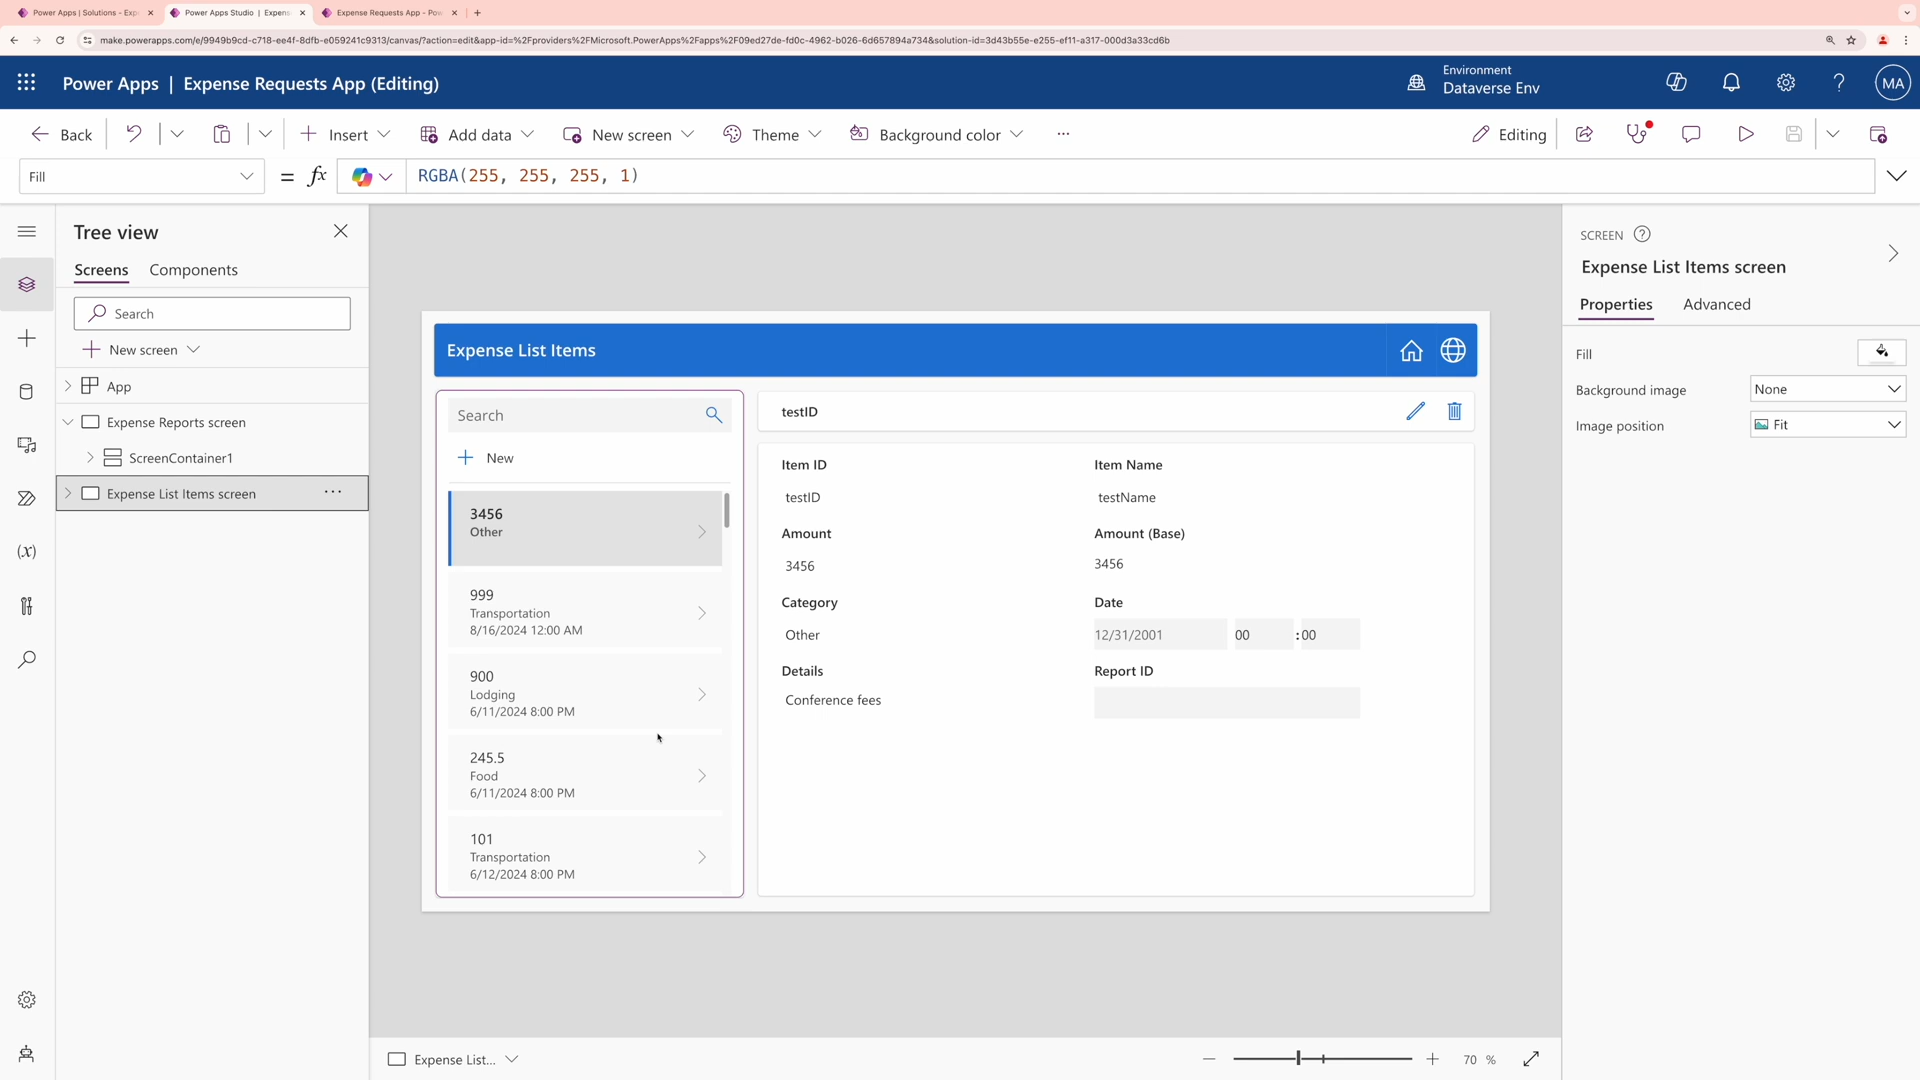 Power Apps | Solutions - Exp
Power Apps Studio | Expens
Expense Requests App - Pow
make.powerapps.com/e/9949b9cd-c718-ee4f-8dfb-e059241c9313/canvas/?action=edit&app-id=%2Fproviders%2FMicrosoft.PowerApps%2Fapps%2F09ed27de-fd0c-4962-b026-6d657894a734&solution-id=3d43b55e-e255-ef11-a317-000d3a33cd6b
Power Apps | Expense Requests App (Editing)
Environment
Dataverse Env
MA
Back
Insert
Add data
New screen
Theme
Background color
...
Editing
Fill
= fx
RGBA(255, 255, 255, 1)
Tree view
Screens
Components
Search
New screen
App
Expense Reports screen
ScreenContainer1
Expense List Items screen
...
(x)
Expense List Items
Search
New
3456
Other
999
Transportation
8/16/2024 12:00 AM
900
Lodging
6/11/2024 8:00 PM
245.5
Food
6/11/2024 8:00 PM
101
Transportation
6/12/2024 8:00 PM
testID
Item ID
testID
Item Name
testName
Amount
3456
Amount (Base)
3456
Category
Other
Date
12/31/2001
00
:00
Details
Conference fees
Report ID
SCREEN
Expense List Items screen
Properties
Advanced
Fill
Background image
None
Image position
Fit
Expense List...
70 %